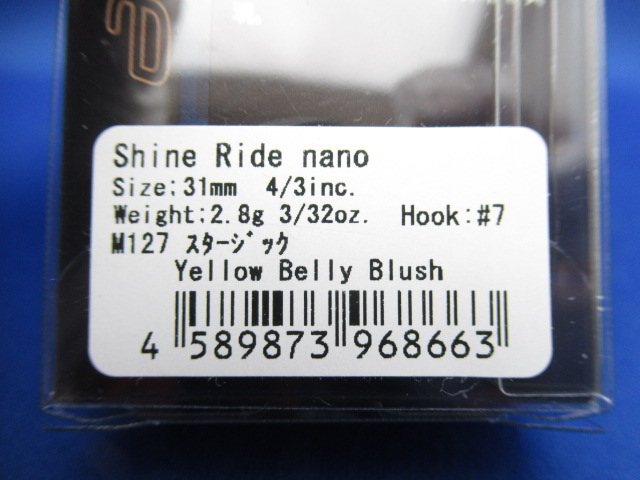 Shine Ride nano
Size:31mm 4/3inc.
Weight:2.8g 3/32oz. Hook:#7
M127 ｽﾀｰｼﾞｯｸ
Yellow Belly Blush
4 589873 968663